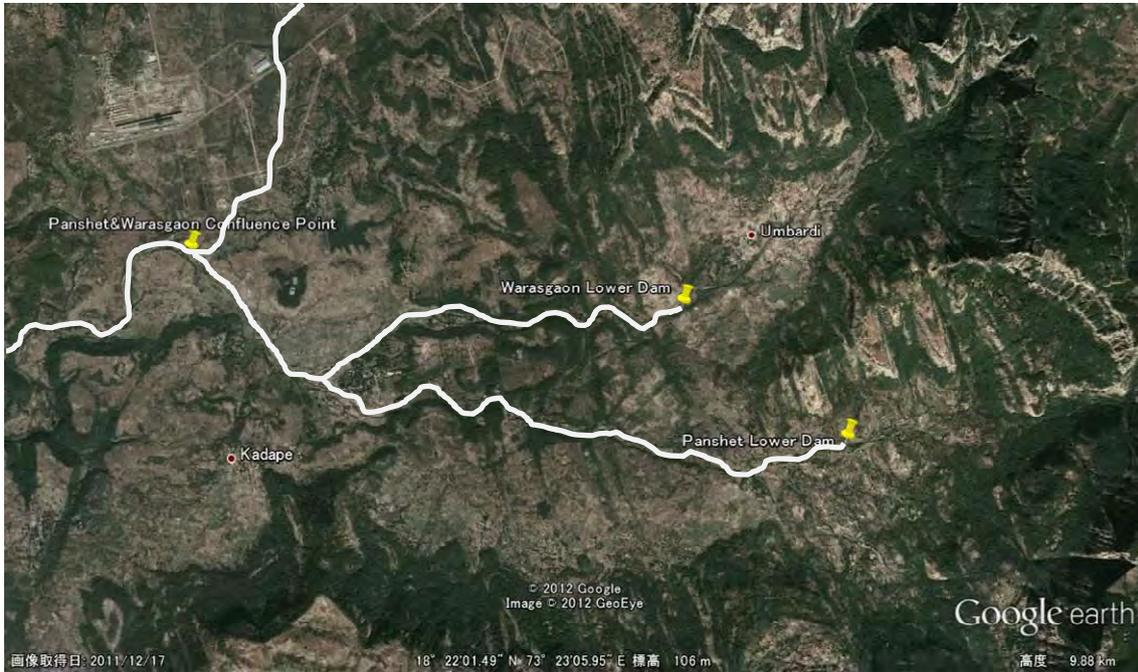 Panshet&Warasgaon Confluence Point
Umbardi
Warasgaon Lower Dam
Panshet Lower Dam
Kadape
© 2012 Google
Image © 2012 GeoEye
Google earth
画像取得日: 2011/12/17
18° 22'01.49" N 73° 23'05.95" E 標高 106 m
高度 9.88 km